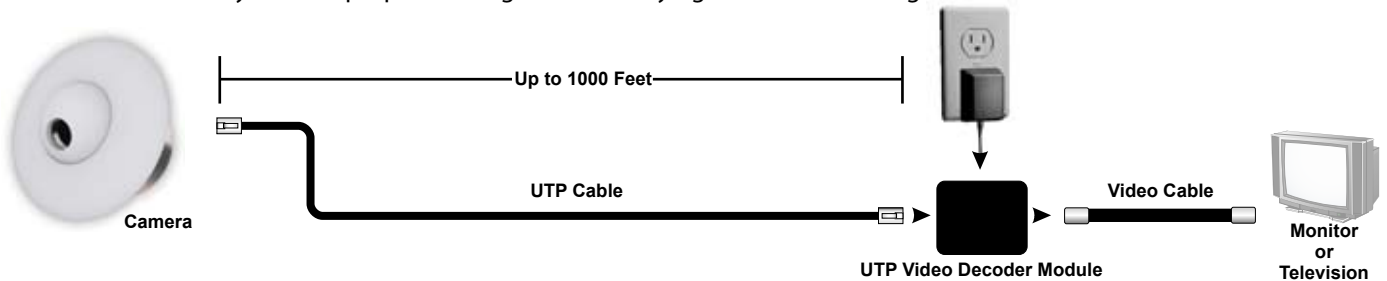 Up to 1000 Feet
UTP Cable
Video Cable
Camera
UTP Video Decoder Module
Monitor
or
Television